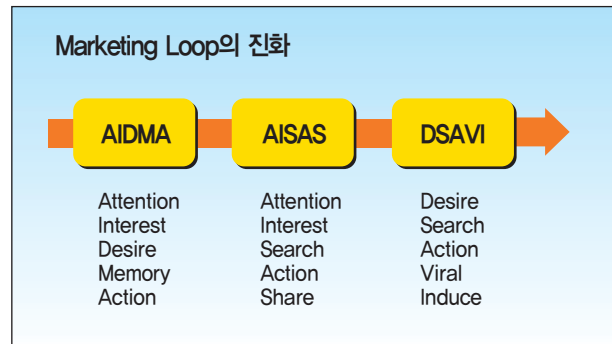 Marketing Loop의 진화
AIDMA
AISAS
DSAVI
Attention
Interest
Desire
Memory
Action
Attention
Interest
Search
Action
Share
Desire
Search
Action
Viral
Induce